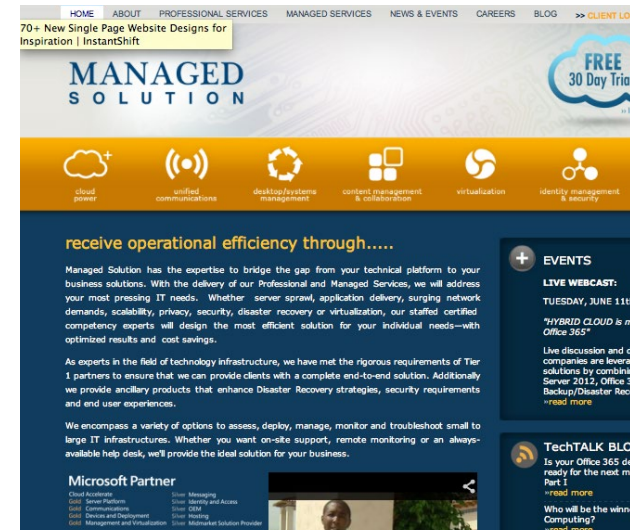 HOME ABOUT PROFESSIONAL SERVICES MANAGED SERVICES NEWS & EVENTS CAREERS BLOG >> CLIENT LO
70+ New Single Page Website Designs for
Inspiration | InstantShift
MANAGED
SOLUTION
FREE
30 Day Tria
cloud
power
unified
communications
desktop/systems
management
content management
& collaboration
virtualization
identity management
& security
receive operational efficiency through.....
Managed Solution has the expertise to bridge the gap from your technical platform to your
business solutions. With the delivery of our Professional and Managed Services, we will address
your most pressing IT needs. Whether server sprawl, application delivery, surging network
demands, scalability, privacy, security, disaster recovery or virtualization, our staffed certified
competency experts will design the most efficient solution for your individual needs—with
optimized results and cost savings.
As experts in the field of technology infrastructure, we have met the rigorous requirements of Tier
1 partners to ensure that we can provide clients with a complete end-to-end solution. Additionally
we provide ancillary products that enhance Disaster Recovery strategies, security requirements
and end user experiences.
We encompass a variety of options to assess, deploy, manage, monitor and troubleshoot small to
large IT infrastructures. Whether you want on-site support, remote monitoring or an always-
available help desk, we'll provide the ideal solution for your business.
Microsoft Partner
Cloud Accelerate
Gold Server Platform
Gold Communications
Gold Devices and Deployment
Gold Management and Virtualization
Silver Messaging
Silver Identity and Access
Silver OEM
Silver Hosting
Silver Midmarket Solution Provider
EVENTS
LIVE WEBCAST:
TUESDAY, JUNE 11t
"HYBRID CLOUD is m
Office 365"
Live discussion and d
companies are levera
solutions by combinin
Server 2012, Office 3
Backup/Disaster Reco
»read more
TechTALK BLO
Is your Office 365 de
ready for the next m
Part I
»read more
Who will be the winne
Computing?
»read more